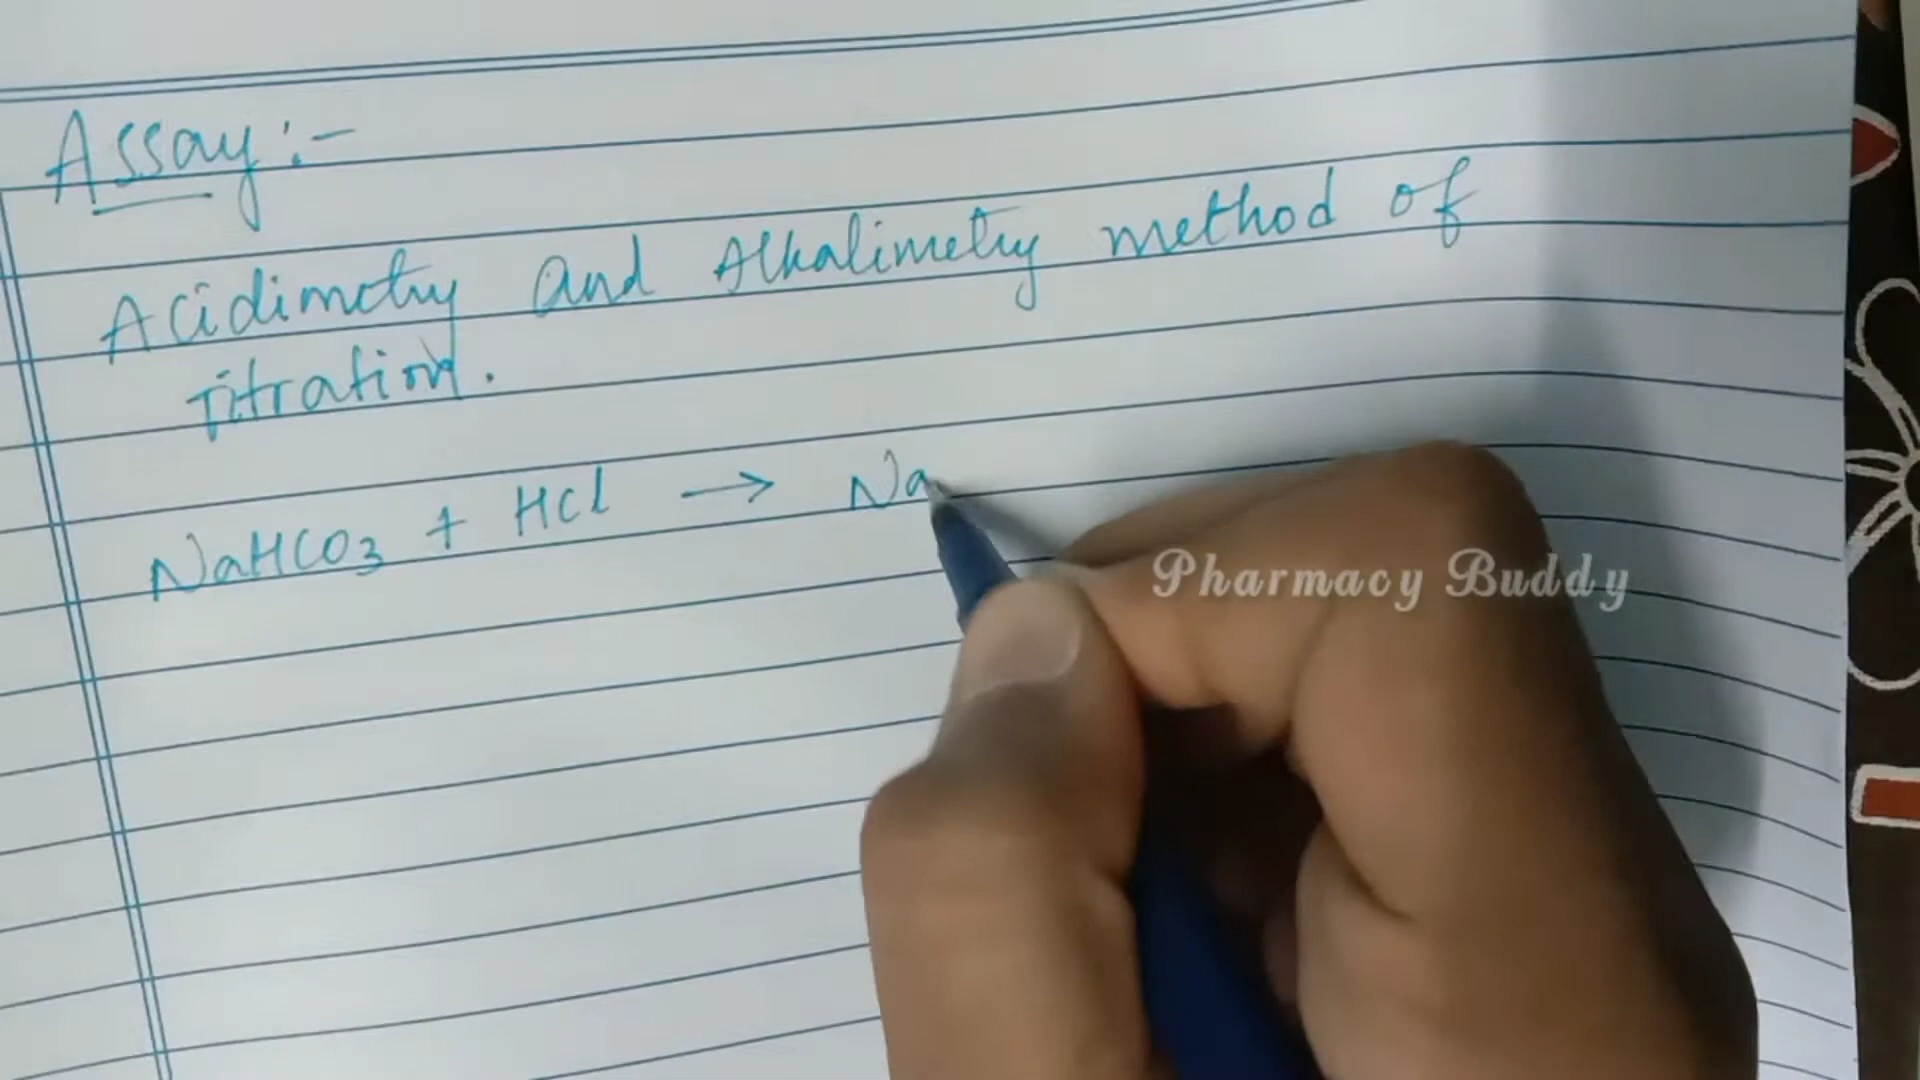 Assay:-
Acidimetry and Alkalimetry method of
Titration.
NaHCO3 + HCl → Na
Pharmacy Buddy